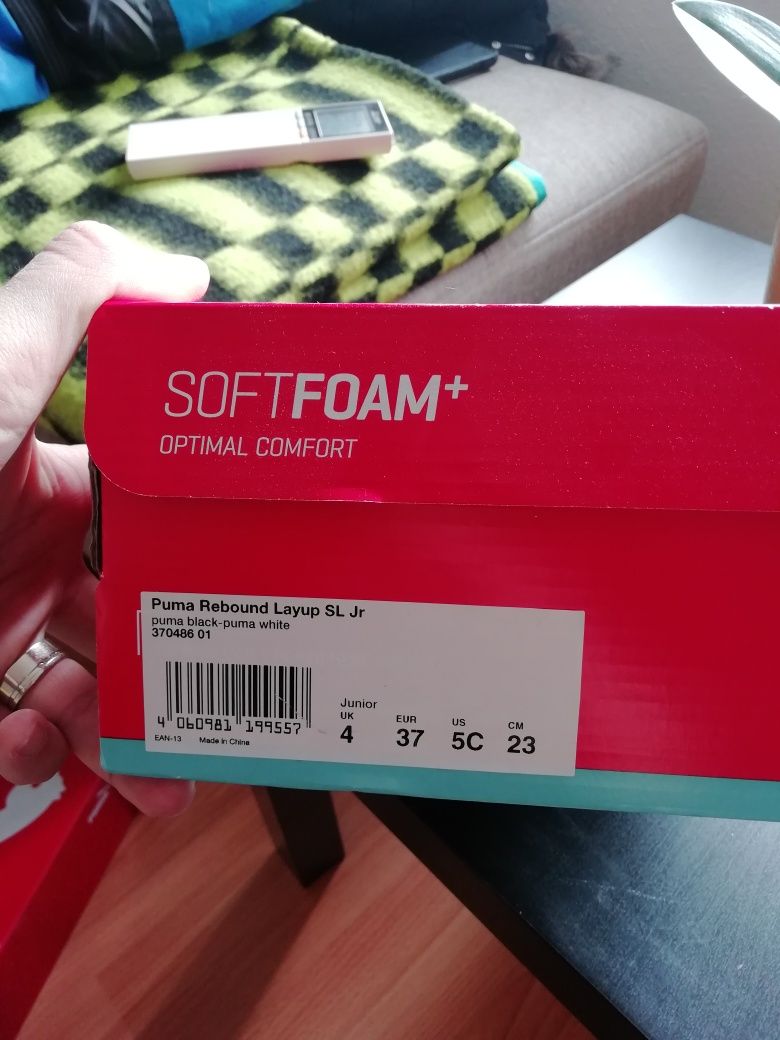 SOFTFOAM+
OPTIMAL COMFORT
Puma Rebound Layup SL Jr
puma black-puma white
370486 01
4 060981 199557
EAN-13 Made in China
Junior
UK EUR US CM
4 37 5C 23